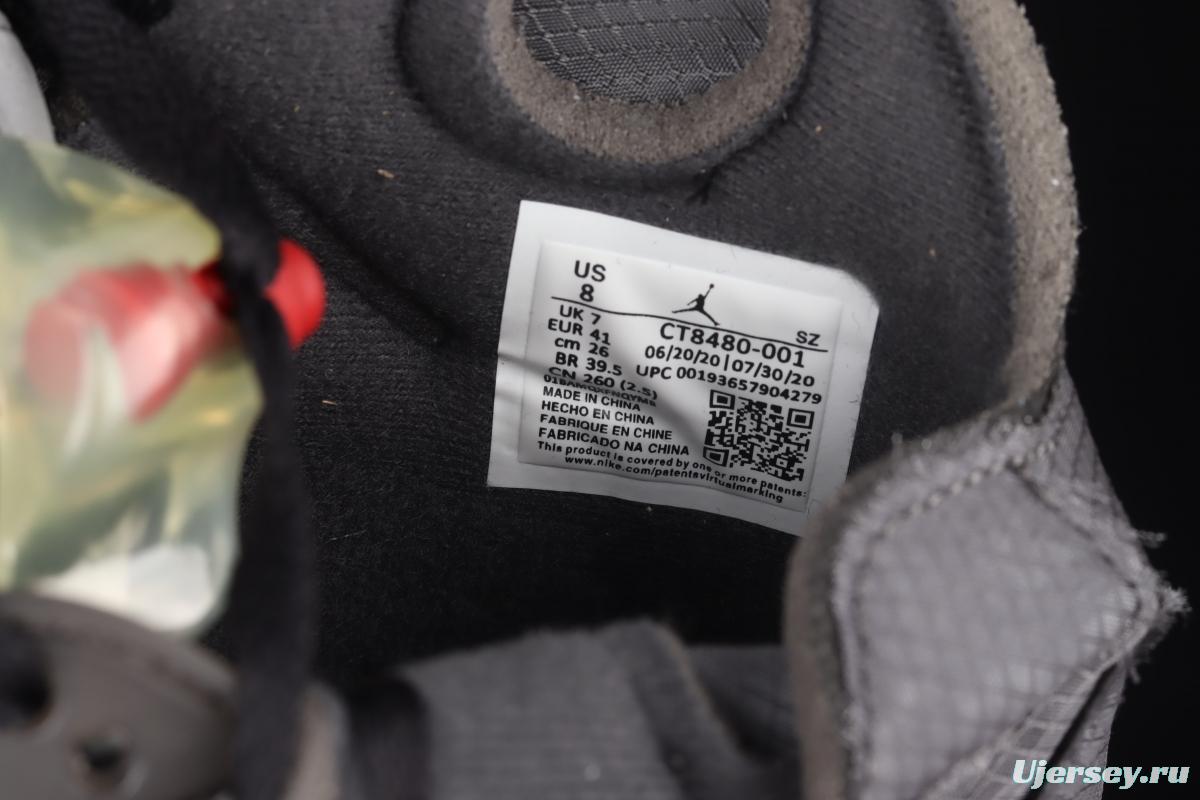 US
8
SZ
UK 7
EUR 41
cm 26
BR 39.5
CN 260 (2.5)
CT8480-001
06/20/20 | 07/30/20
UPC 00193657904279
MADE IN CHINA
HECHO EN CHINA
FABRIQUE EN CHINE
FABRICADO NA CHINA
This product is covered by one or more patents:
www.nike.com/patentsvirtualmarking
Ujersey.ru